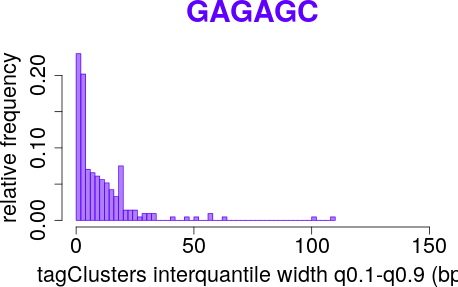 GAGAGC
relative frequency
0.00 0.10 0.20
0 50 100 150
tagClusters interquantile width q0.1-q0.9 (bp